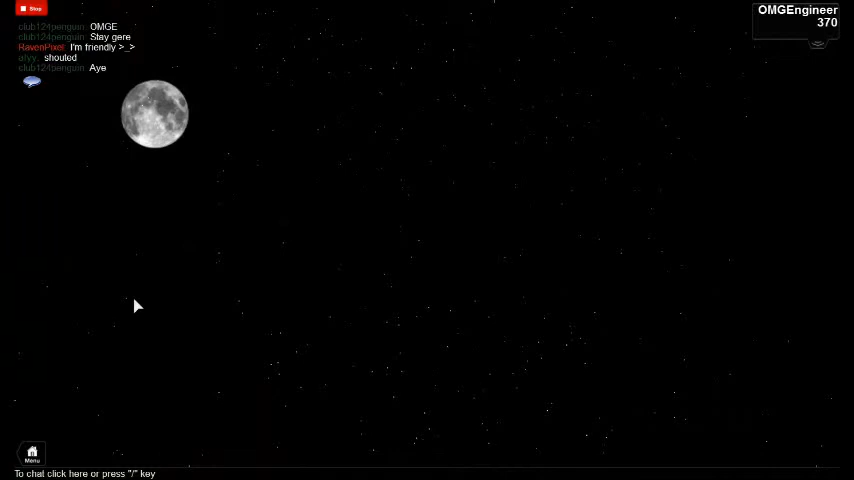 Stop
OMGEngineer
370
club124penguin OMGE
Stay gere
RavenPixel I'm friendly >_>
shouted
club124penguin Aye
Menu
To chat click here or press "/" key